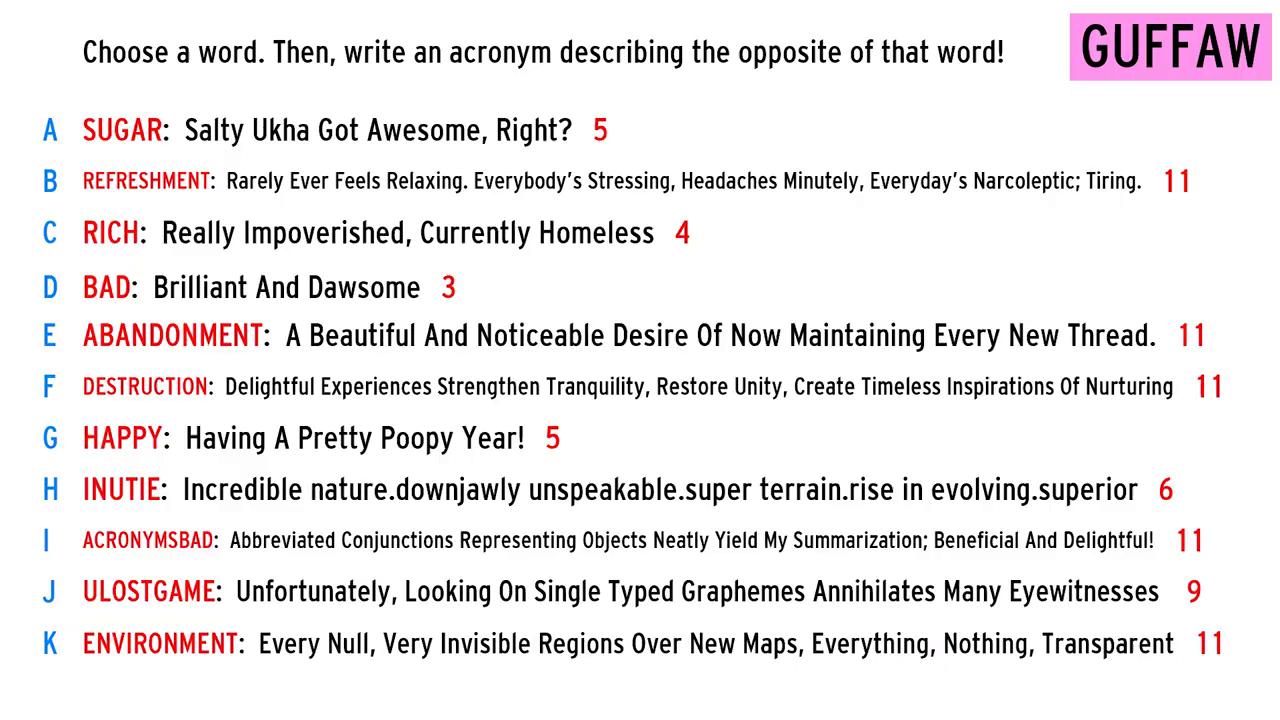 Choose a word. Then, write an acronym describing the opposite of that word!
GUFFAW
A SUGAR: Salty Ukha Got Awesome, Right? 5
B REFRESHMENT: Rarely Ever Feels Relaxing. Everybody's Stressing, Headaches Minutely, Everyday's Narcoleptic; Tiring. 11
C RICH: Really Impoverished, Currently Homeless 4
D BAD: Brilliant And Dawsome 3
E ABANDONMENT: A Beautiful And Noticeable Desire Of Now Maintaining Every New Thread. 11
F DESTRUCTION: Delightful Experiences Strengthen Tranquility, Restore Unity, Create Timeless Inspirations Of Nurturing 11
G HAPPY: Having A Pretty Poopy Year! 5
H INUTIE: Incredible nature.downjawly unspeakable.super terrain.rise in evolving.superior 6
I ACRONYMSBAD: Abbreviated Conjunctions Representing Objects Neatly Yield My Summarization; Beneficial And Delightful! 11
J ULOSTGAME: Unfortunately, Looking On Single Typed Graphemes Annihilates Many Eyewitnesses 9
K ENVIRONMENT: Every Null, Very Invisible Regions Over New Maps, Everything, Nothing, Transparent 11